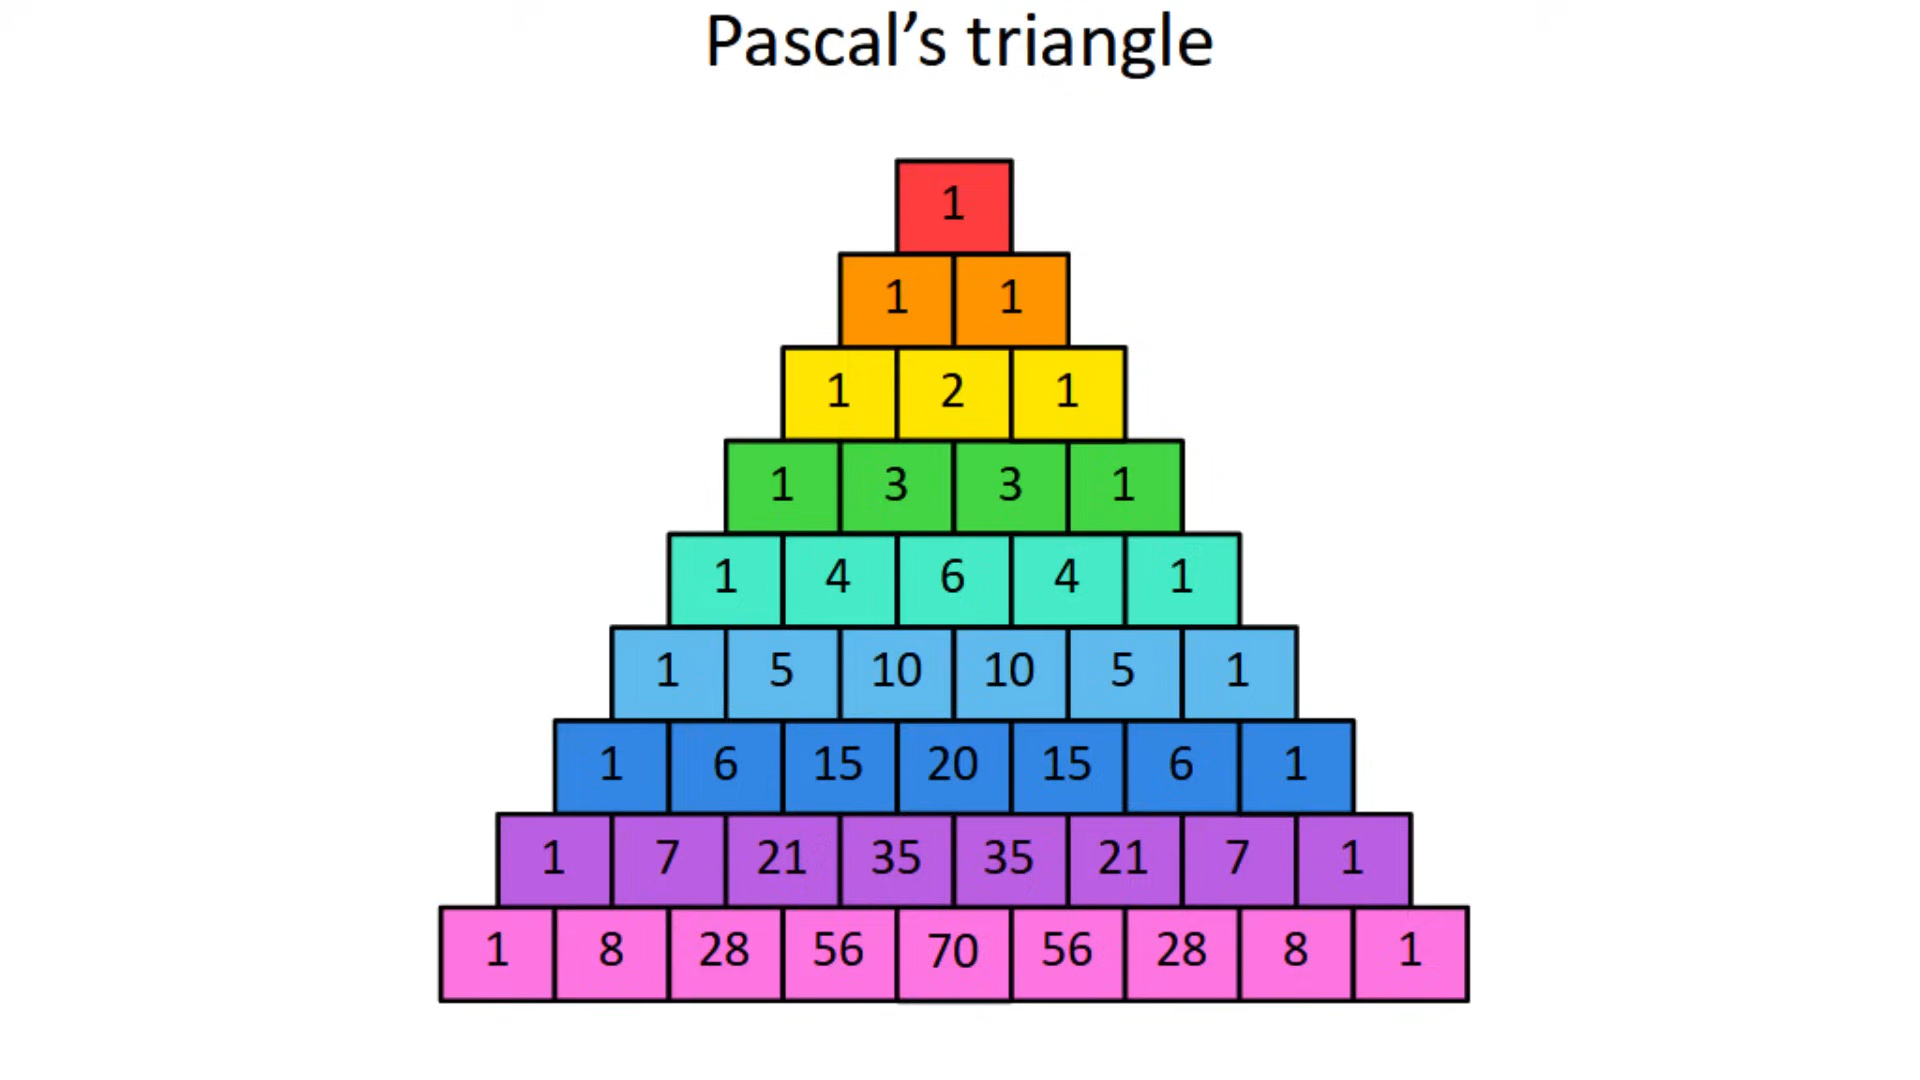 Pascal’s triangle
1
1 1
1 2 1
1 3 3 1
1 4 6 4 1
1 5 10 10 5 1
1 6 15 20 15 6 1
1 7 21 35 35 21 7 1
1 8 28 56 70 56 28 8 1